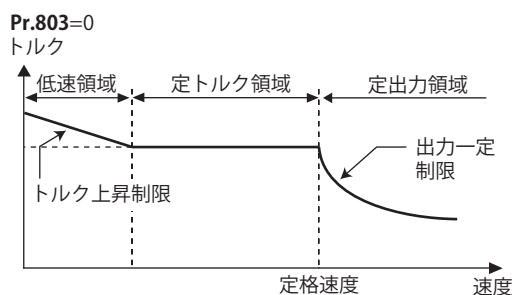 Pr.803=0
トルク
低速領域
定トルク領域
定出力領域
出力一定
制限
トルク上昇制限
定格速度
速度